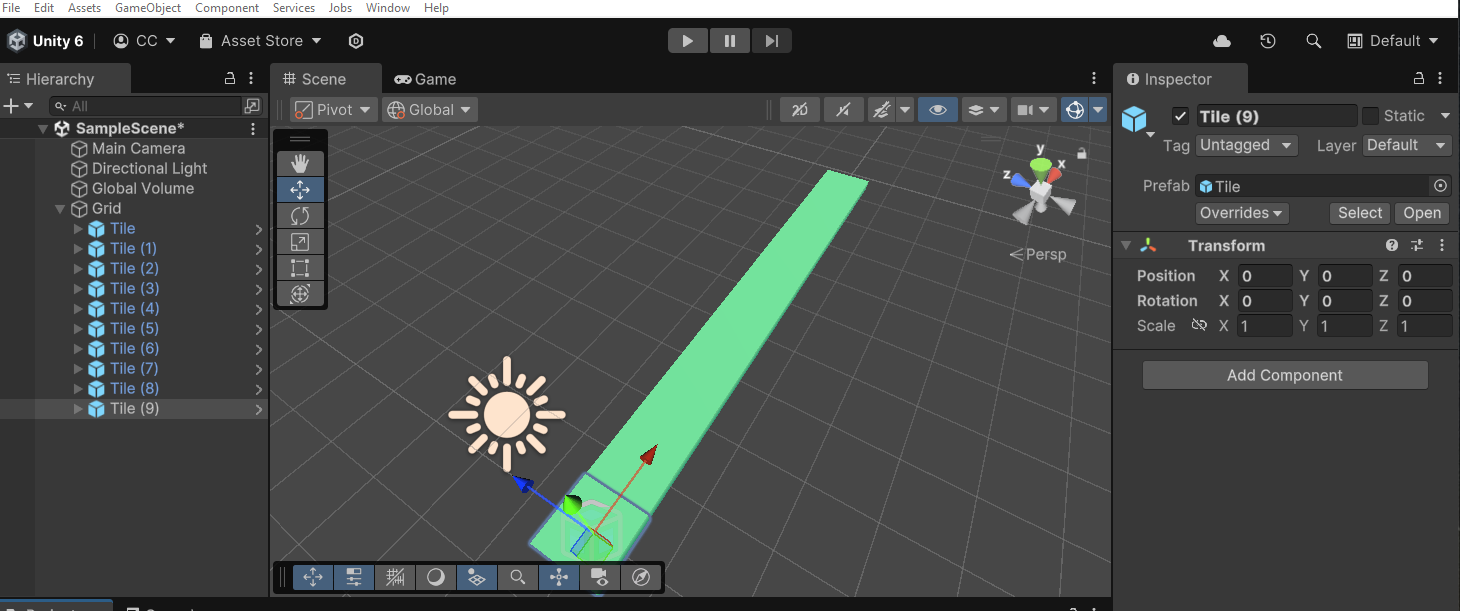 File Edit Assets GameObject Component Services Jobs Window Help
Unity 6 CC Asset Store Default
Hierarchy
All
SampleScene*
Main Camera
Directional Light
Global Volume
Grid
Tile
Tile (1)
Tile (2)
Tile (3)
Tile (4)
Tile (5)
Tile (6)
Tile (7)
Tile (8)
Tile (9)
Scene Game
Pivot Global
2D
y
x
z
Persp
Inspector
Tile (9) Static
Tag Untagged Layer Default
Prefab Tile
Overrides Select Open
Transform
Position X 0 Y 0 Z 0
Rotation X 0 Y 0 Z 0
Scale X 1 Y 1 Z 1
Add Component